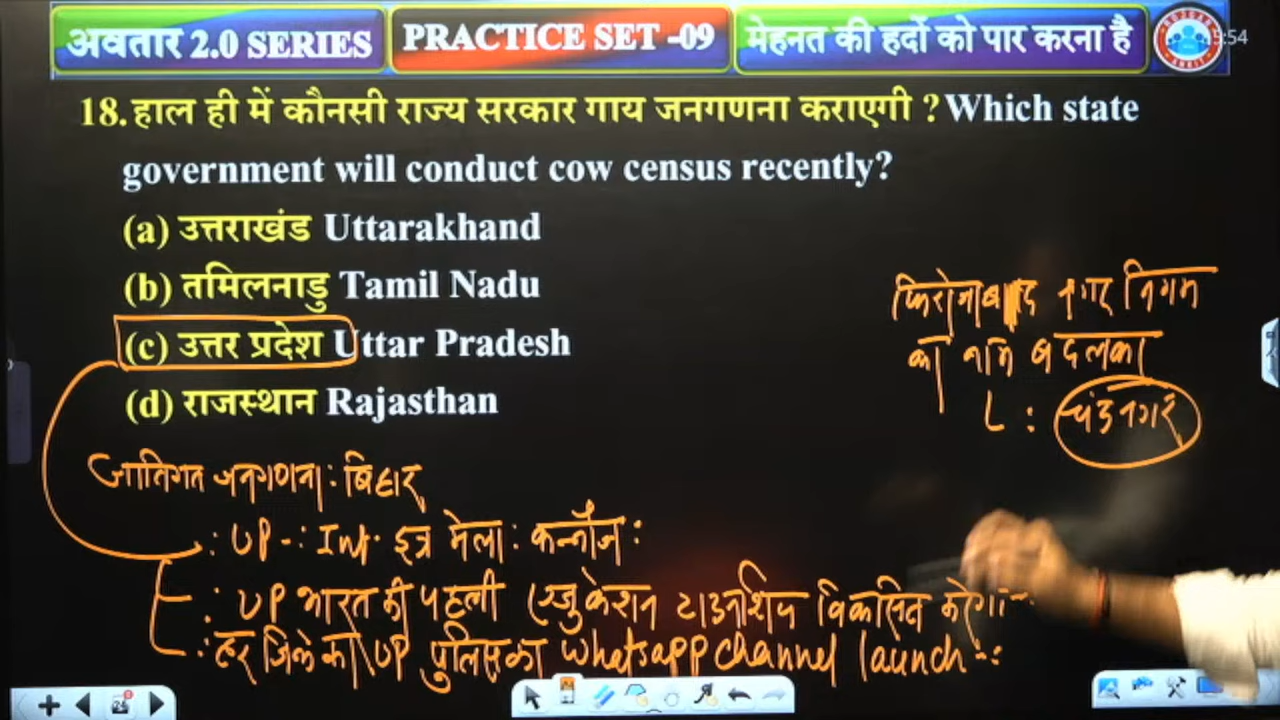 अवतार 2.0 SERIES
PRACTICE SET -09
मेहनत की हदों को पार करना है
5:54
18. हाल ही में कौनसी राज्य सरकार गाय जनगणना कराएगी ? Which state
government will conduct cow census recently?
(a) उत्तराखंड Uttarakhand
(b) तमिलनाडु Tamil Nadu
(c) उत्तर प्रदेश Uttar Pradesh
(d) राजस्थान Rajasthan
फिरोजाबाद नगर निगम
का नाम बदलकर
L : चंद्रनगर
जातिगत जनगणना : बिहार
: UP -: Int. इत्र मेला : कन्नौज :
: UP भारत की पहली एजुकेशन टाउनशिप विकसित करेगा
: हर जिले का UP पुलिस का Whatsapp channel launch -: